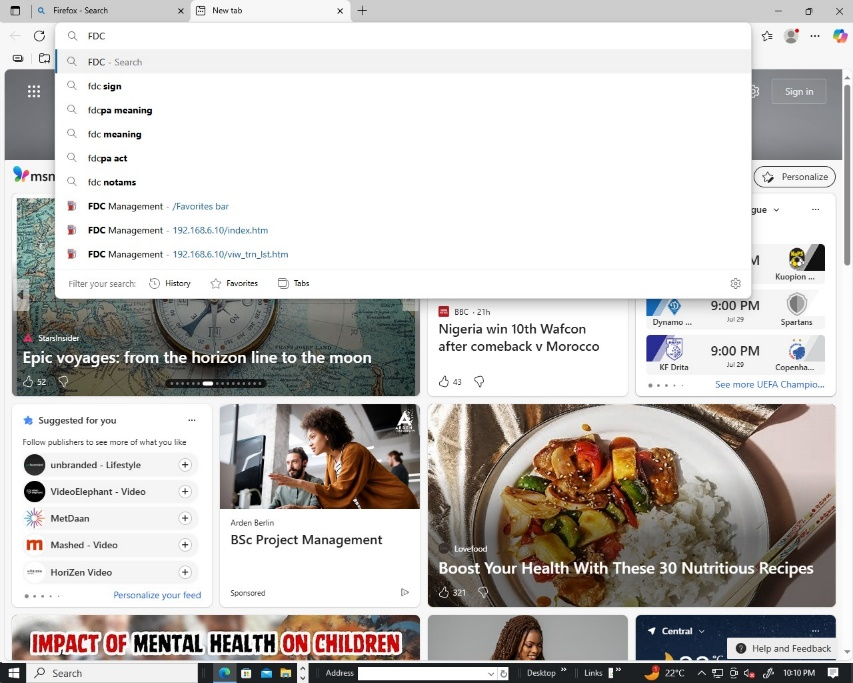 Firefox - Search
New tab
FDC
FDC - Search
fdc sign
fdcpa meaning
fdc meaning
fdcpa act
fdc notams
FDC Management - /Favorites bar
FDC Management - 192.168.6.10/index.htm
FDC Management - 192.168.6.10/viw_trn_lst.htm
Filter your search:
History
Favorites
Tabs
Sign in
msn
Personalize
gue
M
Kuopion ...
StarsInsider
Epic voyages: from the horizon line to the moon
52
BBC · 21h
Nigeria win 10th Wafcon
after comeback v Morocco
43
9:00 PM
Jul 29
Dynamo ...
Spartans
9:00 PM
Jul 29
KF Drita
Copenha...
See more UEFA Champio...
Suggested for you
Follow publishers to see more of what you like
unbranded - Lifestyle
VideoElephant - Video
MetDaan
Mashed - Video
HoriZen Video
Personalize your feed
Arden Berlin
BSc Project Management
Sponsored
Lovefood
Boost Your Health With These 30 Nutritious Recipes
321
IMPACT OF MENTAL HEALTH ON CHILDREN
Central
°C
Help and Feedback
Search
Address
Desktop
Links
22°C
10:10 PM